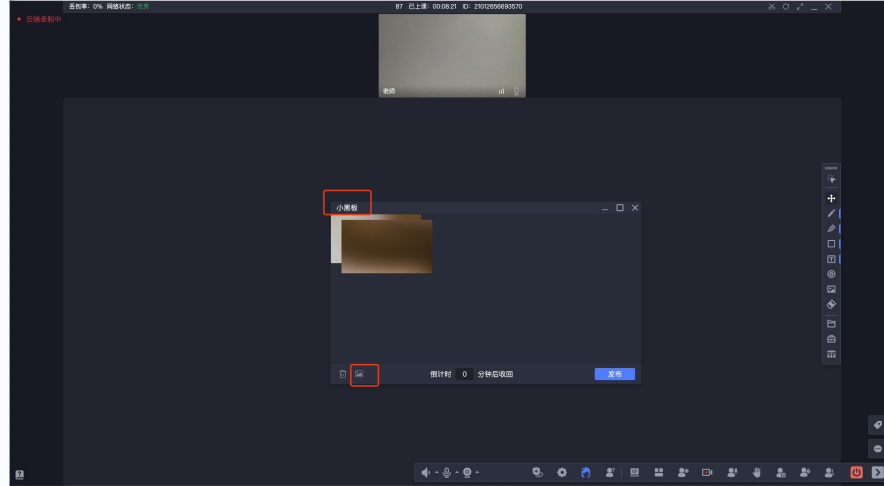 丢包率: 0% 网络状态: 优秀
87 已上课: 00:08:21 ID: 21012656693570
云端录制中
老师
小黑板
倒计时 0 分钟后收回
发布